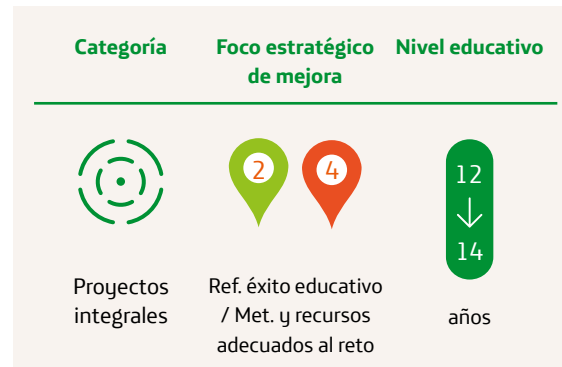 Categoría
Foco estratégico
de mejora
Nivel educativo
2
4
12
14
Proyectos
integrales
Ref. éxito educativo
/ Met. y recursos
adecuados al reto
años